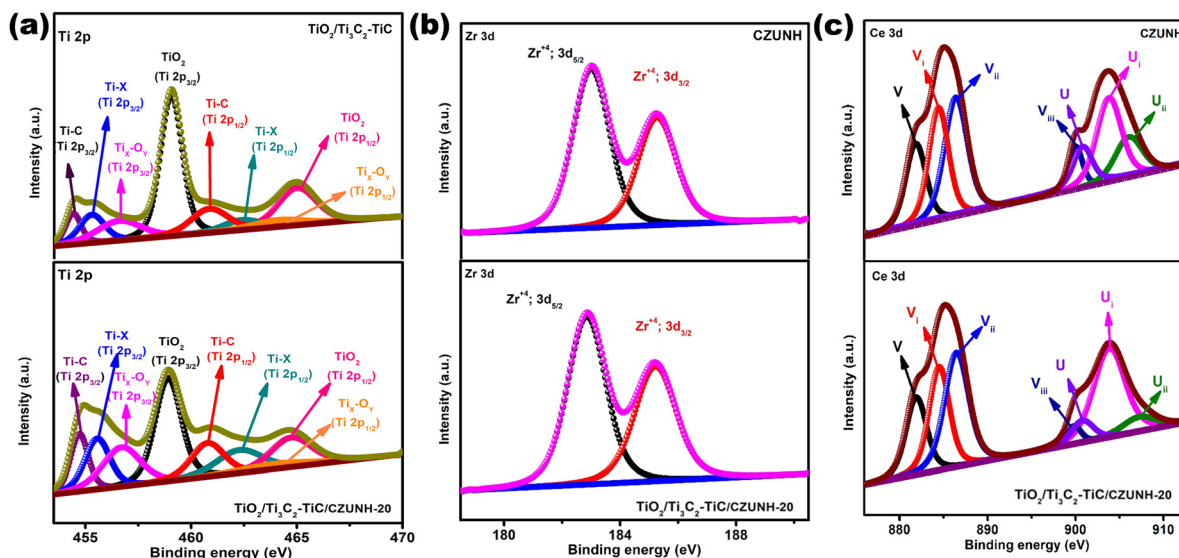 (a)
Ti 2p
TiO₂/Ti₃C₂-TiC
TiO₂
(Ti 2p₃/₂)
Ti-X
(Ti 2p₃/₂)
Ti-C
(Ti 2p₃/₂)
Tiₓ-Oᵧ
(Ti 2p₃/₂)
Ti-C
(Ti 2p₁/₂)
Ti-X
(Ti 2p₁/₂)
TiO₂
(Ti 2p₁/₂)
Tiₓ-Oᵧ
(Ti 2p₁/₂)
Intensity (a.u.)
Ti 2p
Ti-X
(Ti 2p₃/₂)
TiO₂
(Ti 2p₃/₂)
Ti-C
(Ti 2p₁/₂)
Ti-C
(Ti 2p₃/₂)
Tiₓ-Oᵧ
(Ti 2p₃/₂)
Ti-X
(Ti 2p₁/₂)
TiO₂
(Ti 2p₁/₂)
Tiₓ-Oᵧ
(Ti 2p₁/₂)
TiO₂/Ti₃C₂-TiC/CZUNH-20
Intensity (a.u.)
455 460 465 470
Binding energy (eV)
(b)
Zr 3d
CZUNH
Zr⁺⁴; 3d₅/₂
Zr⁺⁴; 3d₃/₂
Intensity (a.u.)
Zr 3d
Zr⁺⁴; 3d₅/₂
Zr⁺⁴; 3d₃/₂
TiO₂/Ti₃C₂-TiC/CZUNH-20
Intensity (a.u.)
180 184 188
Binding energy (eV)
(c)
Ce 3d
CZUNH
V
Vᵢ
Vᵢᵢ
Vᵢᵢᵢ
U
Uᵢ
Uᵢᵢ
Intensity (a.u.)
Ce 3d
V
Vᵢ
Vᵢᵢ
Vᵢᵢᵢ
U
Uᵢ
Uᵢᵢ
TiO₂/Ti₃C₂-TiC/CZUNH-20
Intensity (a.u.)
880 890 900 910
Binding energy (eV)